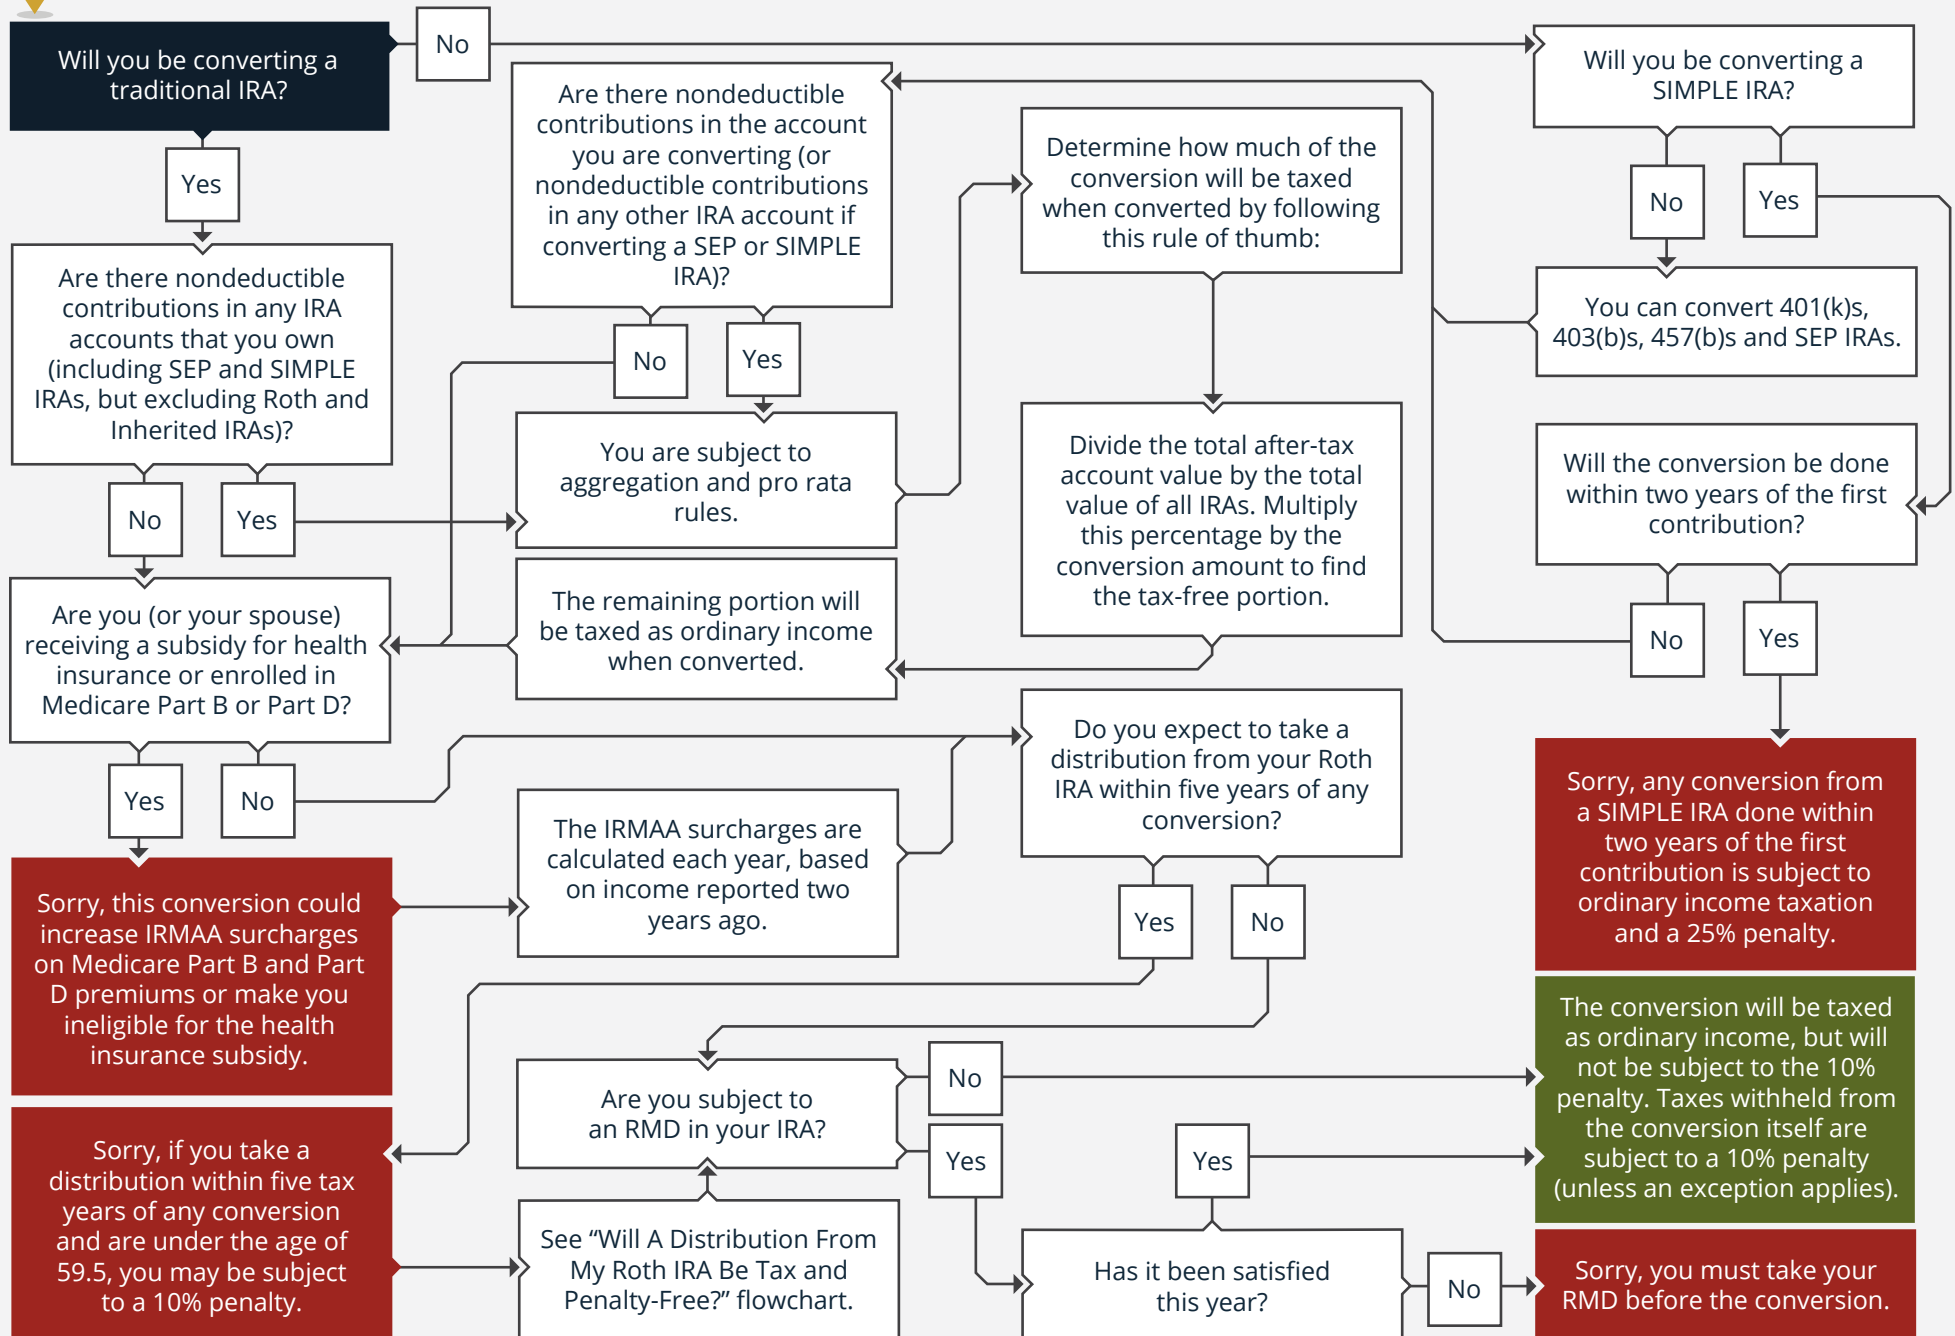 Will you be converting a
traditional IRA?
No
Yes
Are there nondeductible
contributions in any IRA
accounts that you own
(including SEP and SIMPLE
IRAs, but excluding Roth and
Inherited IRAs)?
No
Yes
Are you (or your spouse)
receiving a subsidy for health
insurance or enrolled in
Medicare Part B or Part D?
Yes
No
Sorry, this conversion could
increase IRMAA surcharges
on Medicare Part B and Part
D premiums or make you
ineligible for the health
insurance subsidy.
Sorry, if you take a
distribution within five tax
years of any conversion
and are under the age of
59.5, you may be subject
to a 10% penalty.
Are there nondeductible
contributions in the account
you are converting (or
nondeductible contributions
in any other IRA account if
converting a SEP or SIMPLE
IRA)?
No
Yes
You are subject to
aggregation and pro rata
rules.
The remaining portion will
be taxed as ordinary income
when converted.
The IRMAA surcharges are
calculated each year, based
on income reported two
years ago.
Are you subject to
an RMD in your IRA?
No
Yes
See “Will A Distribution From
My Roth IRA Be Tax and
Penalty-Free?” flowchart.
Determine how much of the
conversion will be taxed
when converted by following
this rule of thumb:
Divide the total after-tax
account value by the total
value of all IRAs. Multiply
this percentage by the
conversion amount to find
the tax-free portion.
Do you expect to take a
distribution from your Roth
IRA within five years of any
conversion?
Yes
No
Yes
Has it been satisfied
this year?
No
Will you be converting a
SIMPLE IRA?
No
Yes
You can convert 401(k)s,
403(b)s, 457(b)s and SEP IRAs.
Will the conversion be done
within two years of the first
contribution?
No
Yes
Sorry, any conversion from
a SIMPLE IRA done within
two years of the first
contribution is subject to
ordinary income taxation
and a 25% penalty.
The conversion will be taxed
as ordinary income, but will
not be subject to the 10%
penalty. Taxes withheld from
the conversion itself are
subject to a 10% penalty
(unless an exception applies).
Sorry, you must take your
RMD before the conversion.